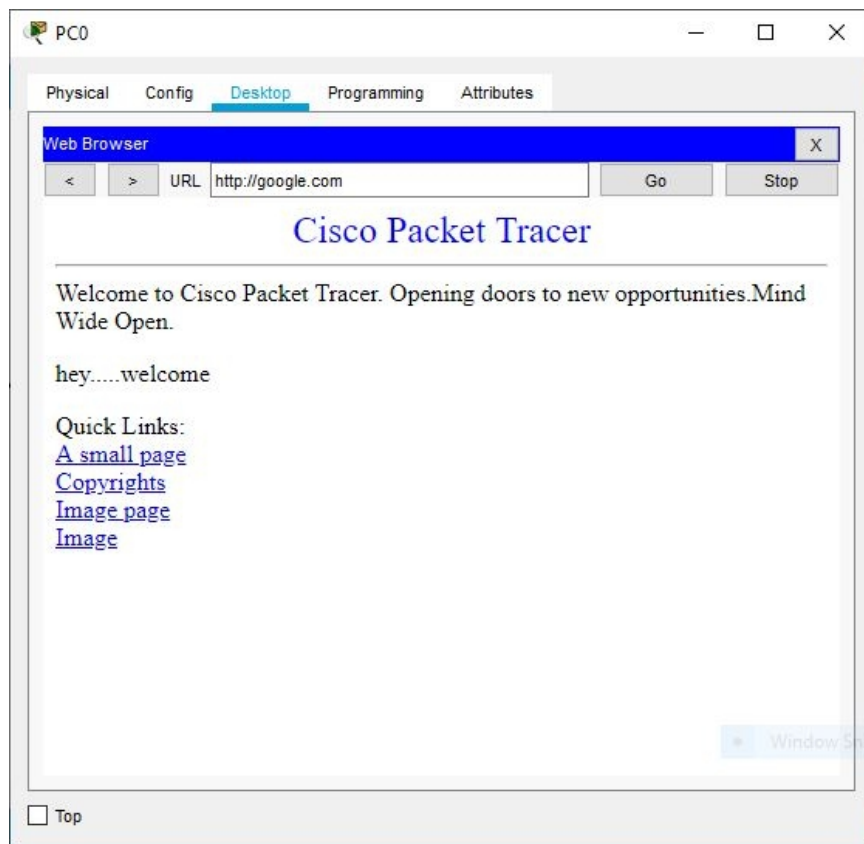 PC0
Physical Config Desktop Programming Attributes
Web Browser X
< > URL http://google.com Go Stop
Cisco Packet Tracer
Welcome to Cisco Packet Tracer. Opening doors to new opportunities.Mind
Wide Open.
hey.....welcome
Quick Links:
A small page
Copyrights
Image page
Image
Window Sn
Top